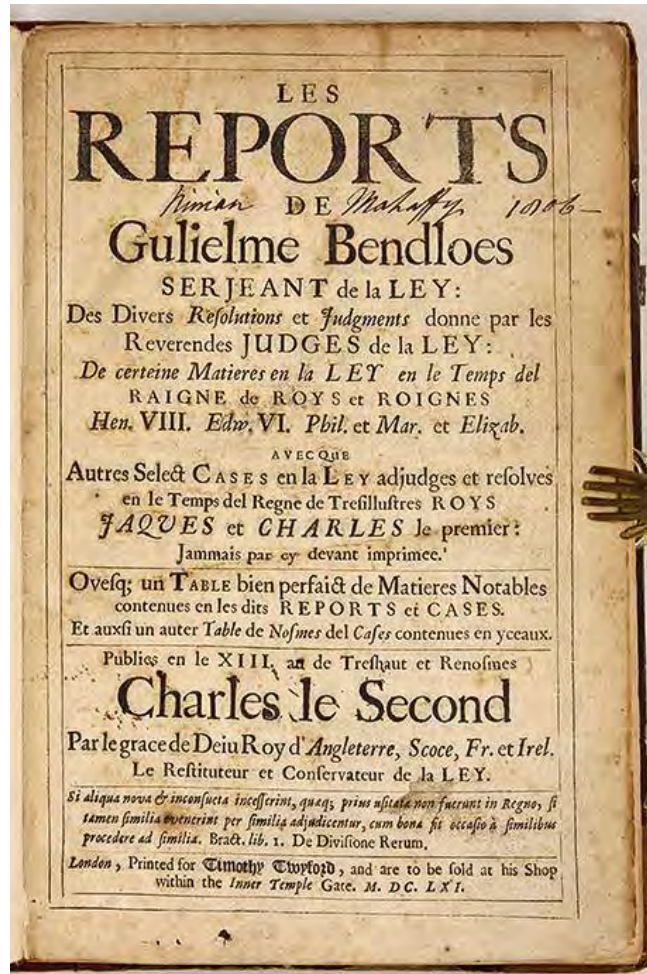 LES
REPORTS
Ninian DE Mahaffy 1806
Gulielme Bendloes
SERJEANT de la LEY:
Des Divers Reſolutions et Judgments donne par les
Reverendes JUDGES de la LEY:
De certeine Matieres en la LEY en le Temps del
RAIGNE de ROYS et ROIGNES
Hen. VIII. Edw. VI. Phil. et Mar. et Elizab.
AVECQUE
Autres Select CASES en la LEY adjudges et reſolves
en le Temps del Regne de Treſilluſtres ROYS
JAQUES et CHARLES le premier:
Jammais par cy devant imprimee.
Oveſq; un TABLE bien perfaict de Matieres Notables
contenues en les dits REPORTS et CASES.
Et auxſi un auter Table de Noſmes del Caſes contenues en yceaux.
Publiee en le XIII. an de Treſhaut et Renoſmes
Charles le Second
Par le grace de Deiu Roy d'Angleterre, Scoce, Fr. et Irel.
Le Reſtituteur et Conſervator de la LEY.
Si aliqua nova & inconſueta inceſſerint, quæq; prius uſitata non fuerunt in Regno, ſi
tamen ſimilia evenerint per ſimilia adjudicentur, cum bona ſit occaſio à ſimilibus
procedere ad ſimilia. Bract. lib. 1. De Diviſione Rerum.
London, Printed for Timothy Twyford, and are to be ſold at his Shop
within the Inner Temple Gate. M. DC. LXI.